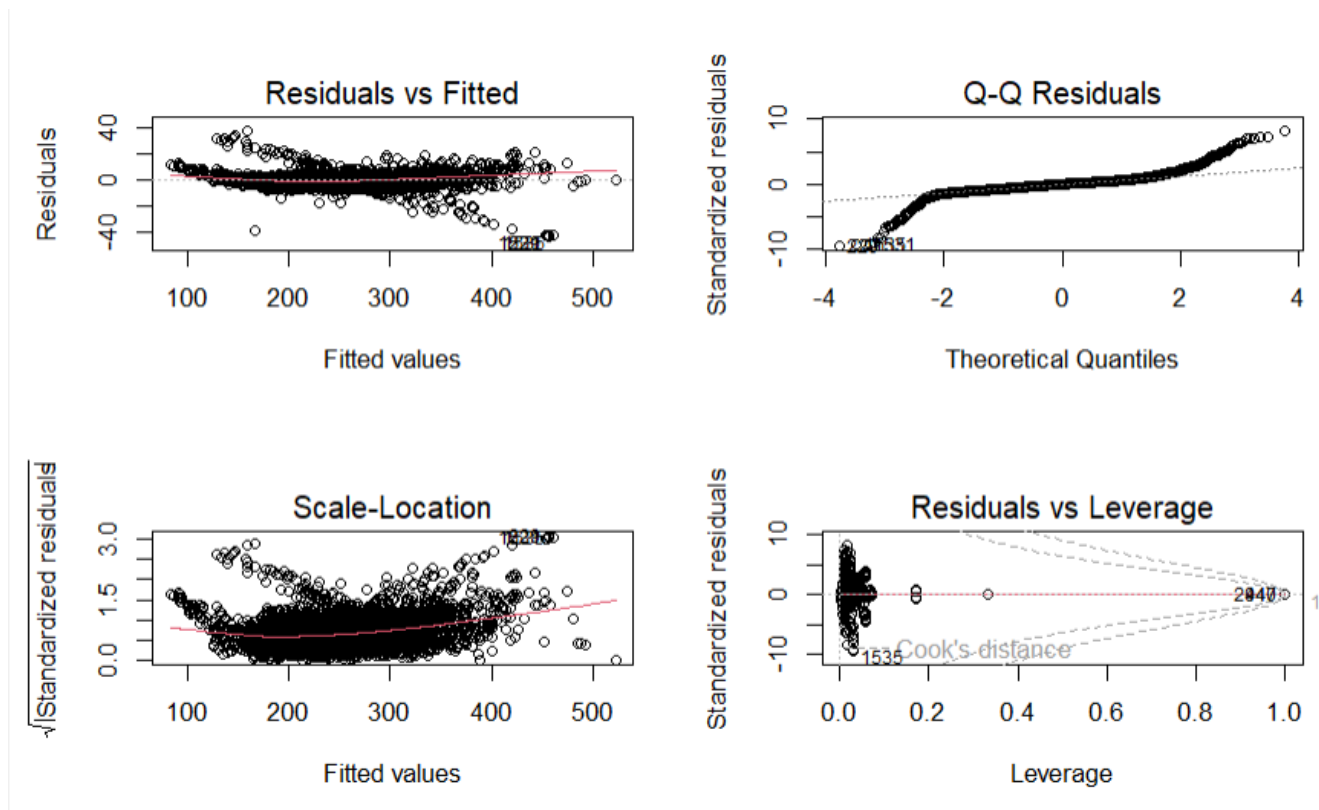 Residuals vs Fitted
Residuals
40
0
-40
100 200 300 400 500
Fitted values
Q-Q Residuals
Standardized residuals
10
0
-10
-4 -2 0 2 4
Theoretical Quantiles
Scale-Location
√|Standardized residuals|
3.0
1.5
0.0
100 200 300 400 500
Fitted values
Residuals vs Leverage
Standardized residuals
10
0
-10
1
Cook's distance
1535
0.0 0.2 0.4 0.6 0.8 1.0
Leverage